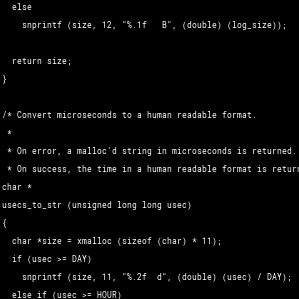 else
snprintf (size, 12, "%.1f   B", (double) (log_size));
return size;
}
/* Convert microseconds to a human readable format.
*
* On error, a malloc'd string in microseconds is returned.
* On success, the time in a human readable format is return
char *
usecs_to_str (unsigned long long usec)
{
char *size = xmalloc (sizeof (char) * 11);
if (usec >= DAY)
snprintf (size, 11, "%.2f  d", (double) (usec) / DAY);
else if (usec >= HOUR)